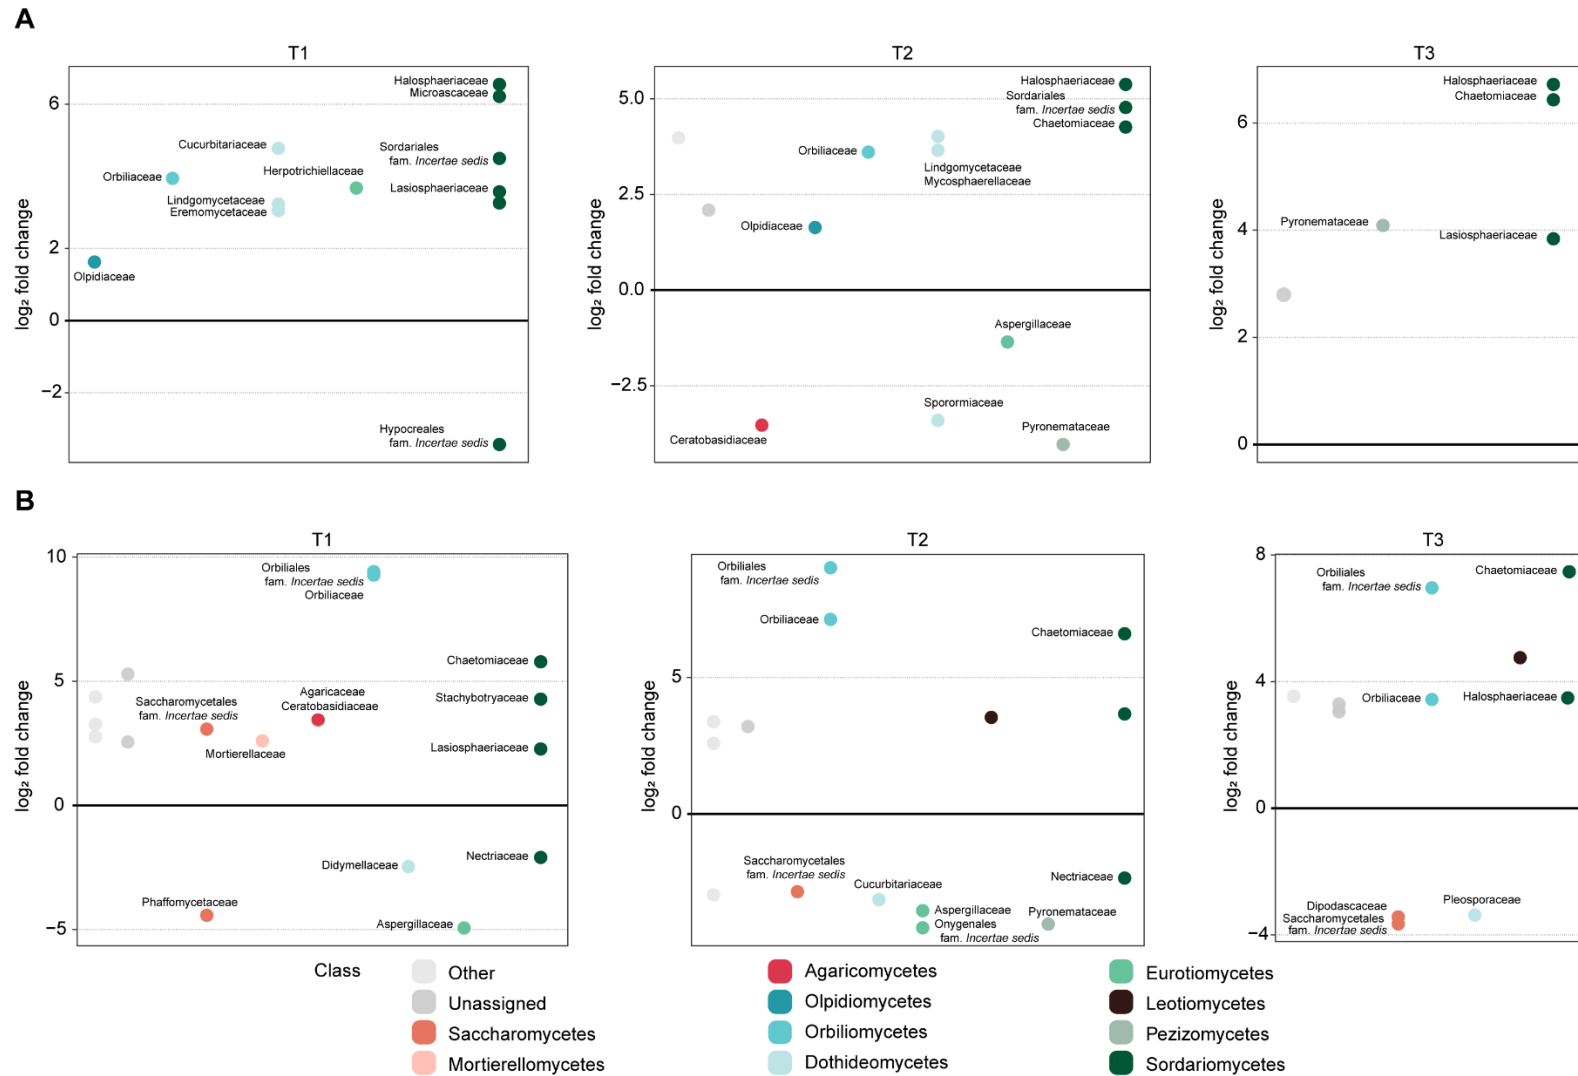 A
T1
T2
T3
log₂ fold change
6
2
0
−2
Halosphaeriaceae
Microascaceae
Cucurbitariaceae
Sordariales
fam. Incertae sedis
Herpotrichiellaceae
Orbiliaceae
Lasiosphaeriaceae
Lindgomycetaceae
Eremomycetaceae
Olpidiaceae
Hypocreales
fam. Incertae sedis
log₂ fold change
5.0
2.5
0.0
−2.5
Halosphaeriaceae
Sordariales
fam. Incertae sedis
Chaetomiaceae
Orbiliaceae
Lindgomycetaceae
Mycosphaerellaceae
Olpidiaceae
Aspergillaceae
Sporormiaceae
Ceratobasidiaceae
Pyronemataceae
log₂ fold change
6
4
2
0
Halosphaeriaceae
Chaetomiaceae
Pyronemataceae
Lasiosphaeriaceae
B
T1
T2
T3
log₂ fold change
10
5
0
−5
Orbiliales
fam. Incertae sedis
Orbiliaceae
Chaetomiaceae
Saccharomycetales
fam. Incertae sedis
Agaricaceae
Ceratobasidiaceae
Stachybotryaceae
Mortierellaceae
Lasiosphaeriaceae
Didymellaceae
Nectriaceae
Phaffomycetaceae
Aspergillaceae
log₂ fold change
5
0
Orbiliales
fam. Incertae sedis
Orbiliaceae
Chaetomiaceae
Saccharomycetales
fam. Incertae sedis
Cucurbitariaceae
Nectriaceae
Aspergillaceae
Onygenales
fam. Incertae sedis
Pyronemataceae
log₂ fold change
8
4
0
−4
Orbiliales
fam. Incertae sedis
Chaetomiaceae
Orbiliaceae
Halosphaeriaceae
Dipodascaceae
Saccharomycetales
fam. Incertae sedis
Pleosporaceae
Class
Other
Unassigned
Saccharomycetes
Mortierellomycetes
Agaricomycetes
Olpidiomycetes
Orbiliomycetes
Dothideomycetes
Eurotiomycetes
Leotiomycetes
Pezizomycetes
Sordariomycetes